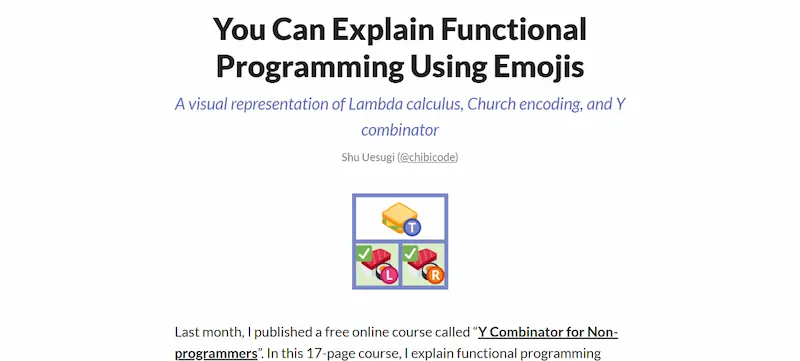 You Can Explain Functional
Programming Using Emojis
A visual representation of Lambda calculus, Church encoding, and Y
combinator
Shu Uesugi (@chibicode)
T
L R
Last month, I published a free online course called “Y Combinator for Non-
programmers”. In this 17-page course, I explain functional programming